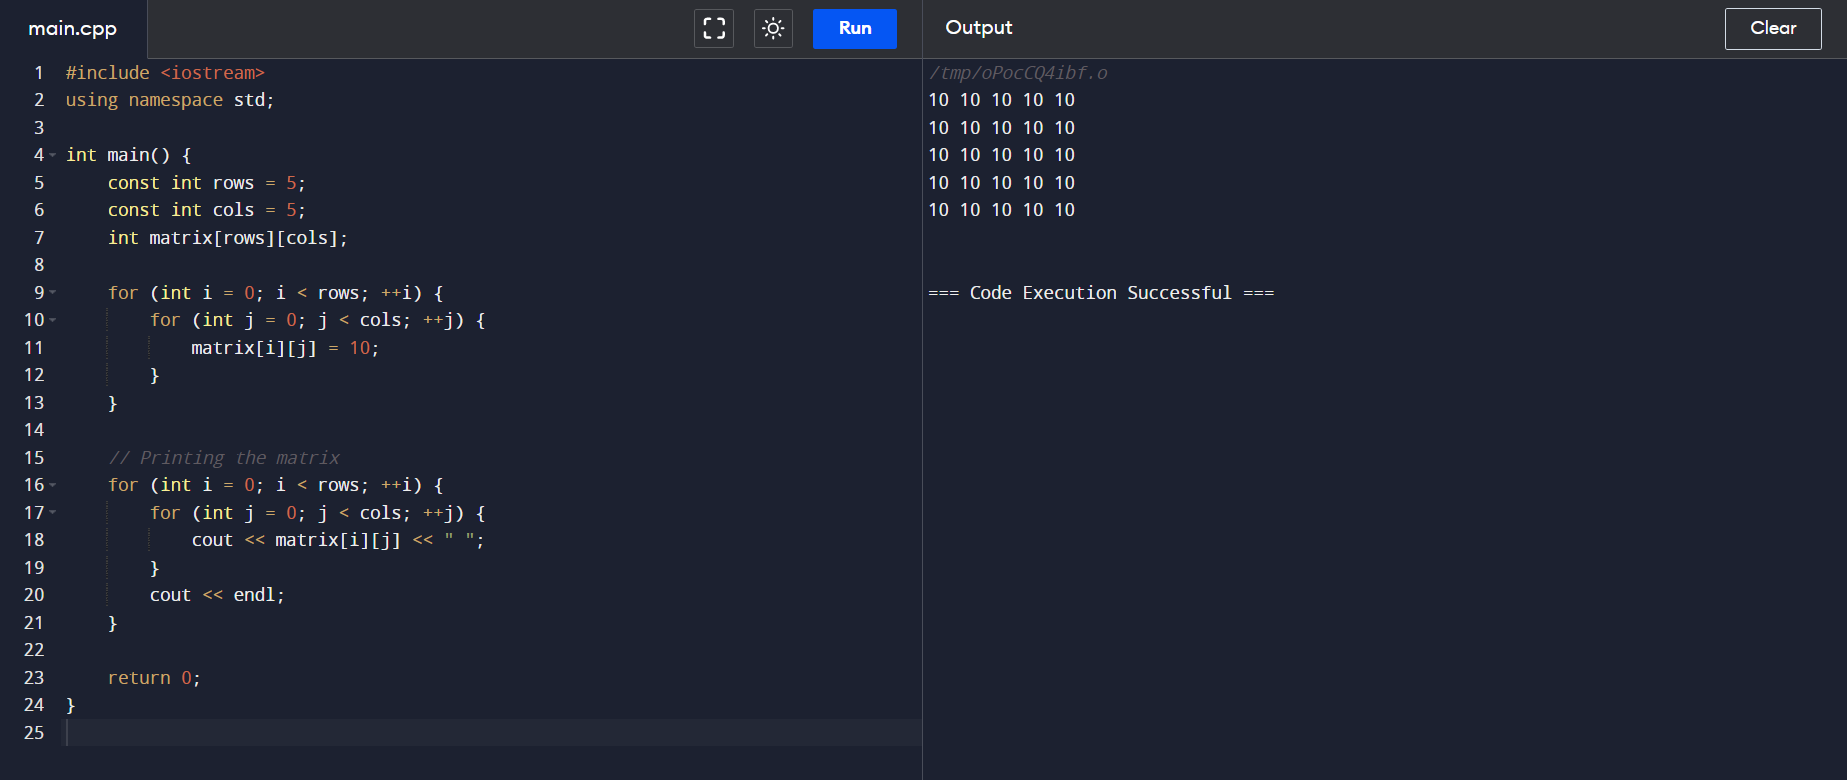 main.cpp
Run
1 #include <iostream>
2 using namespace std;
3
4 int main() {
5     const int rows = 5;
6     const int cols = 5;
7     int matrix[rows][cols];
8
9     for (int i = 0; i < rows; ++i) {
10         for (int j = 0; j < cols; ++j) {
11             matrix[i][j] = 10;
12         }
13     }
14
15     // Printing the matrix
16     for (int i = 0; i < rows; ++i) {
17         for (int j = 0; j < cols; ++j) {
18             cout << matrix[i][j] << " ";
19         }
20         cout << endl;
21     }
22
23     return 0;
24 }
25
Output
Clear
/tmp/oPocCQ4ibf.o
10 10 10 10 10
10 10 10 10 10
10 10 10 10 10
10 10 10 10 10
10 10 10 10 10
=== Code Execution Successful ===